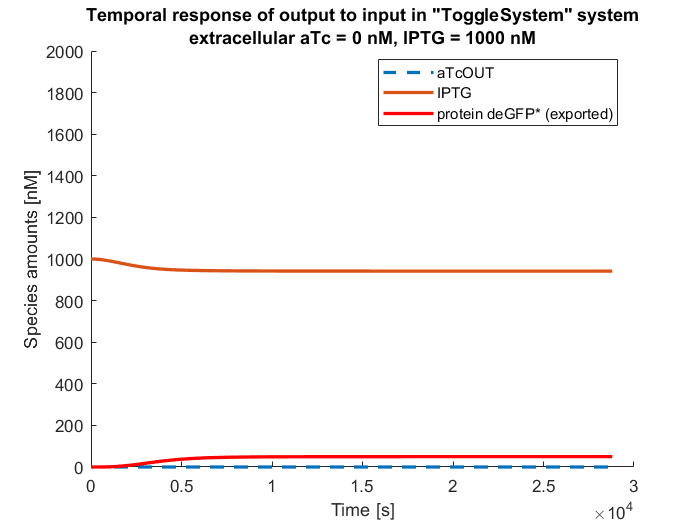 Temporal response of output to input in "ToggleSystem" system
extracellular aTc = 0 nM, IPTG = 1000 nM
aTcOUT
IPTG
protein deGFP* (exported)
Species amounts [nM]
2000
1800
1600
1400
1200
1000
800
600
400
200
0
0 0.5 1 1.5 2 2.5 3
Time [s]
×10⁴